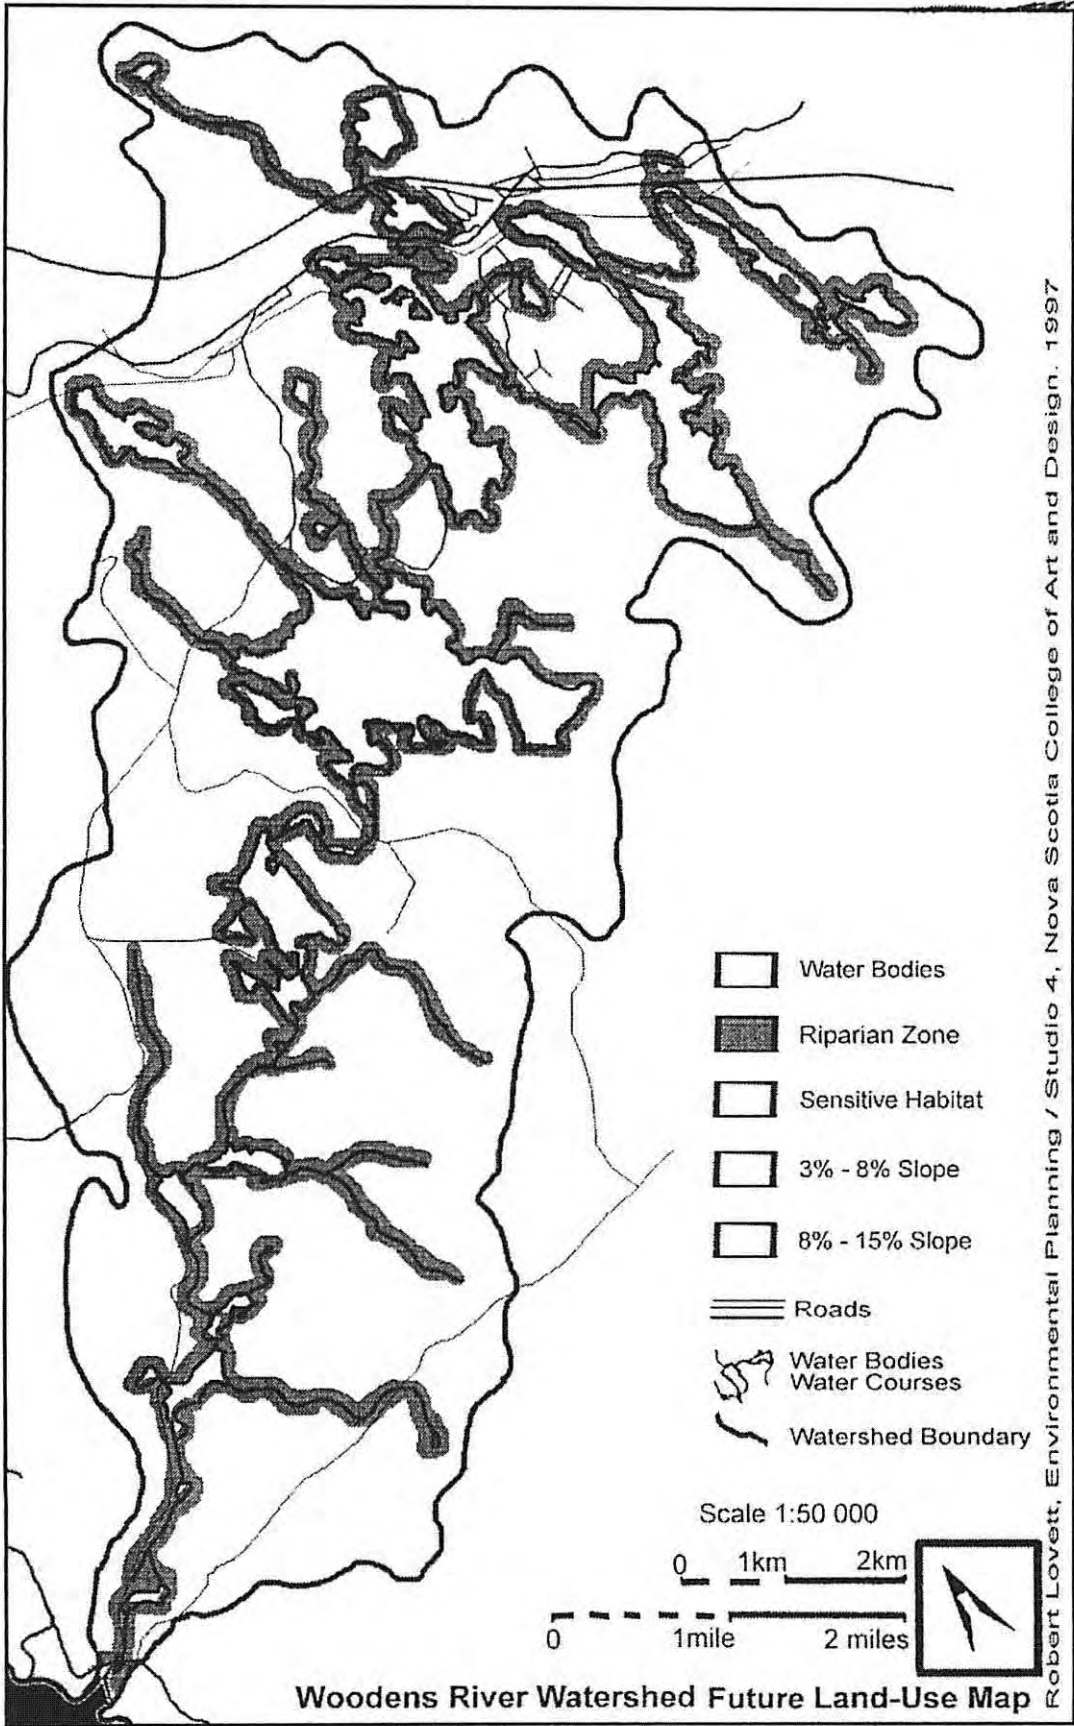 Water Bodies
Riparian Zone
Sensitive Habitat
3% - 8% Slope
8% - 15% Slope
Roads
Water Bodies
Water Courses
Watershed Boundary
Scale 1:50 000
0 1km 2km
0 1mile 2 miles
Woodens River Watershed Future Land-Use Map
Robert Lovett, Environmental Planning / Studio 4, Nova Scotia College of Art and Design. 1997